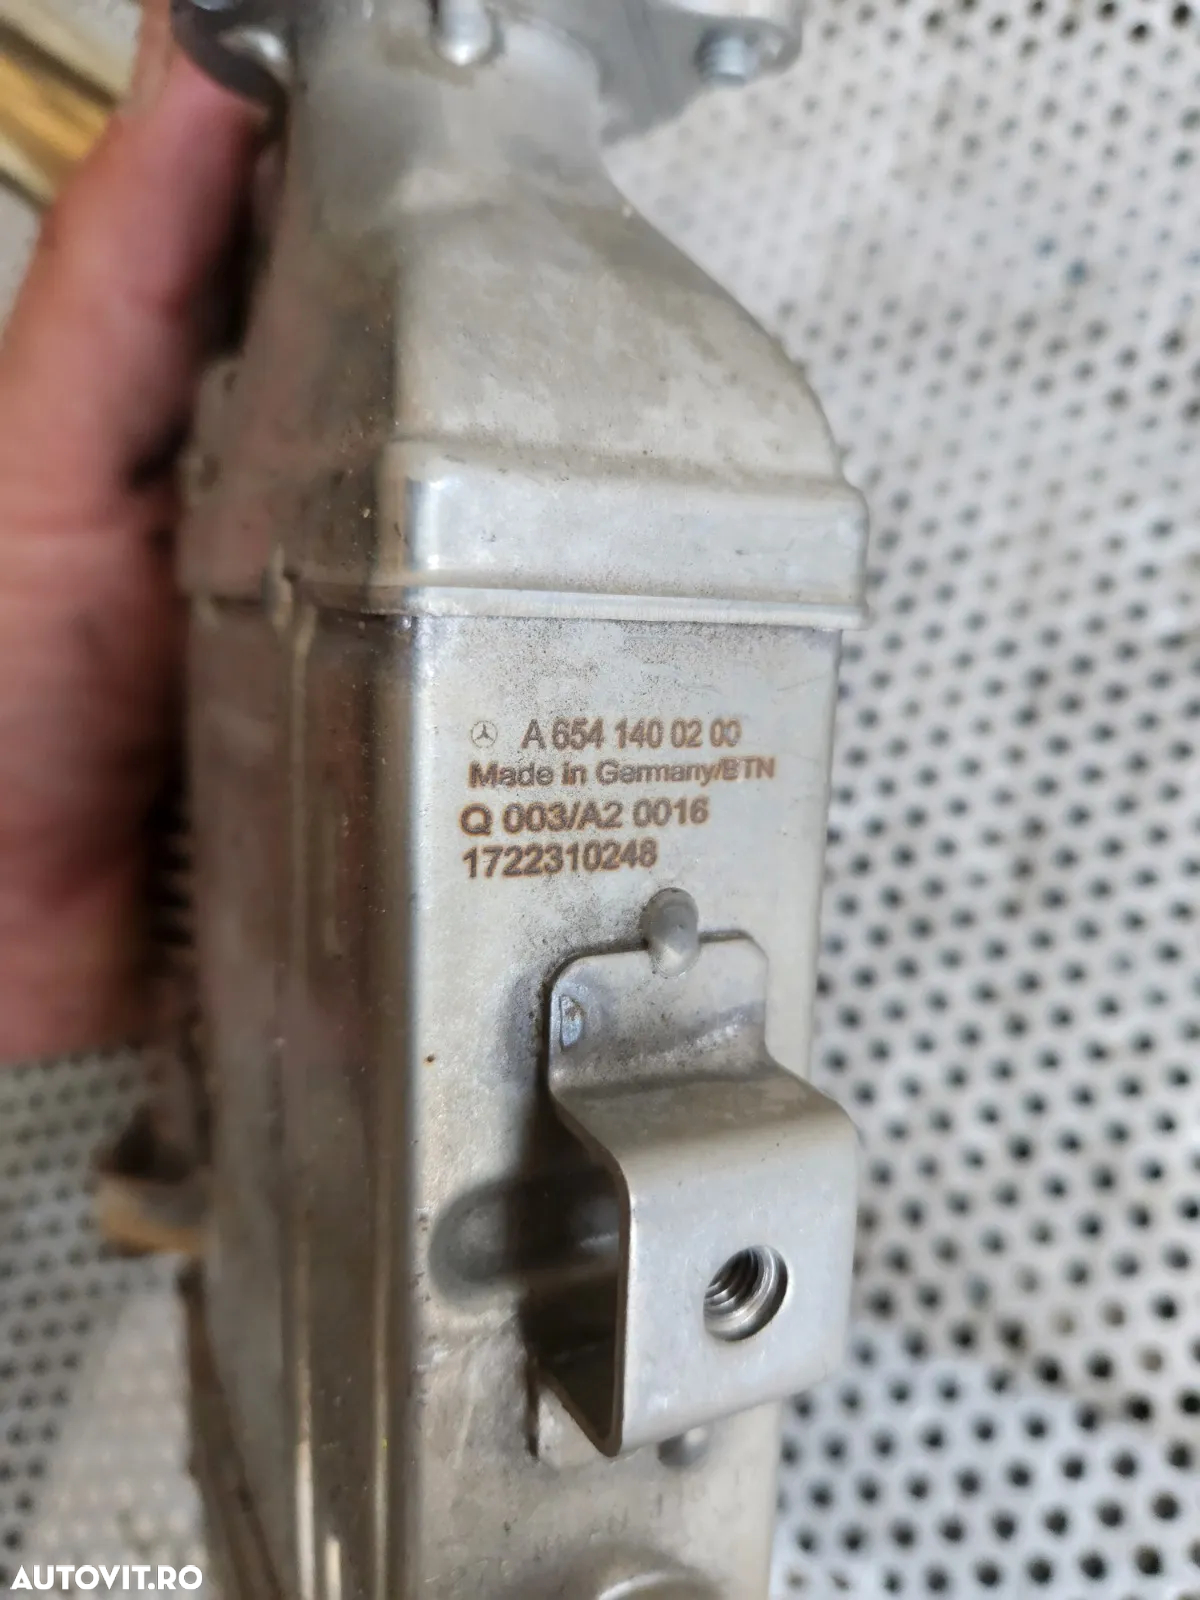 A 654 140 02 00
Made in Germany/BTN
Q 003/A2 0016
1722310248
AUTOVIT.RO